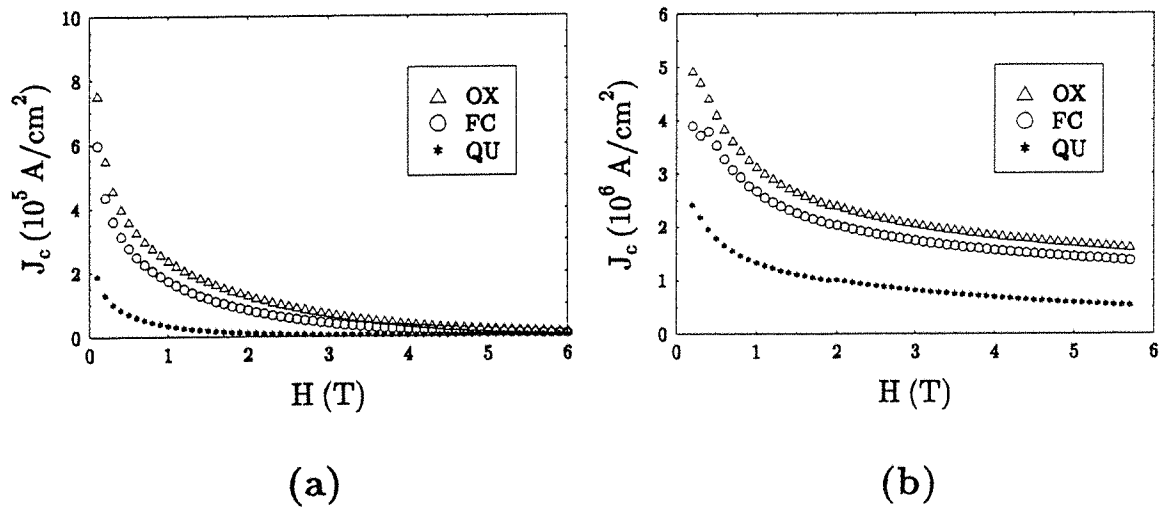 10
8
6
4
2
0
J_c (10^5 A/cm^2)
△ OX
○ FC
* QU
0 1 2 3 4 5 6
H (T)
(a)
6
5
4
3
2
1
0
J_c (10^6 A/cm^2)
△ OX
○ FC
* QU
0 1 2 3 4 5 6
H (T)
(b)